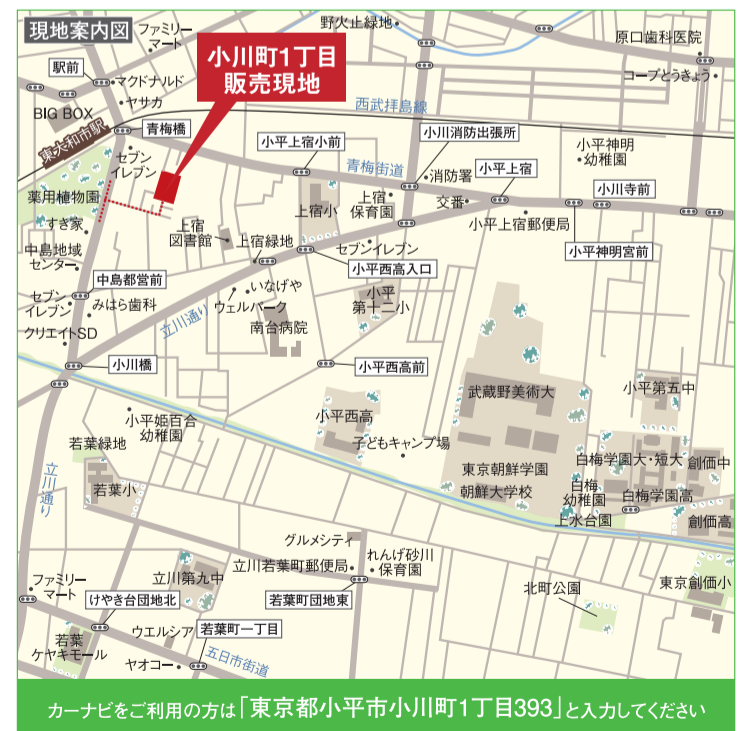 現地案内図
ファミリー
マート
野火止緑地
原口歯科医院
駅前
マクドナルド
小川町1丁目
販売現地
コープとうきょう
ヤサカ
BIG BOX
西武拝島線
青梅橋
東大和市駅
小平上宿小前
小川消防出張所
小平神明
幼稚園
セブン
イレブン
青梅街道
消防署
小平上宿
薬用植物園
上宿小
上宿
保育園
交番
小川寺前
すき家
上宿
図書館
小平上宿郵便局
中島地域
センター
上宿緑地
セブンイレブン
小平神明宮前
中島都営前
小平西高入口
いなげや
セブン
イレブン
みはら歯科
ウェルパーク
小平
第十二小
立川通り
クリエイトSD
南台病院
小川橋
小平西高前
武蔵野美術大
小平第五中
小平姫百合
幼稚園
小平西高
若葉緑地
子どもキャンプ場
東京朝鮮学園
朝鮮大学校
白梅学園大・短大
創価中
立川通り
若葉小
白梅
幼稚園
白梅学園高
上水台園
創価高
グルメシティ
立川若葉町郵便局
れんげ砂川
保育園
ファミリー
マート
立川第九中
北町公園
東京創価小
けやき台団地北
若葉町団地東
若葉
ケヤキモール
ウエルシア
若葉町一丁目
ヤオコー
五日市街道
カーナビをご利用の方は「東京都小平市小川町1丁目393」と入力してください